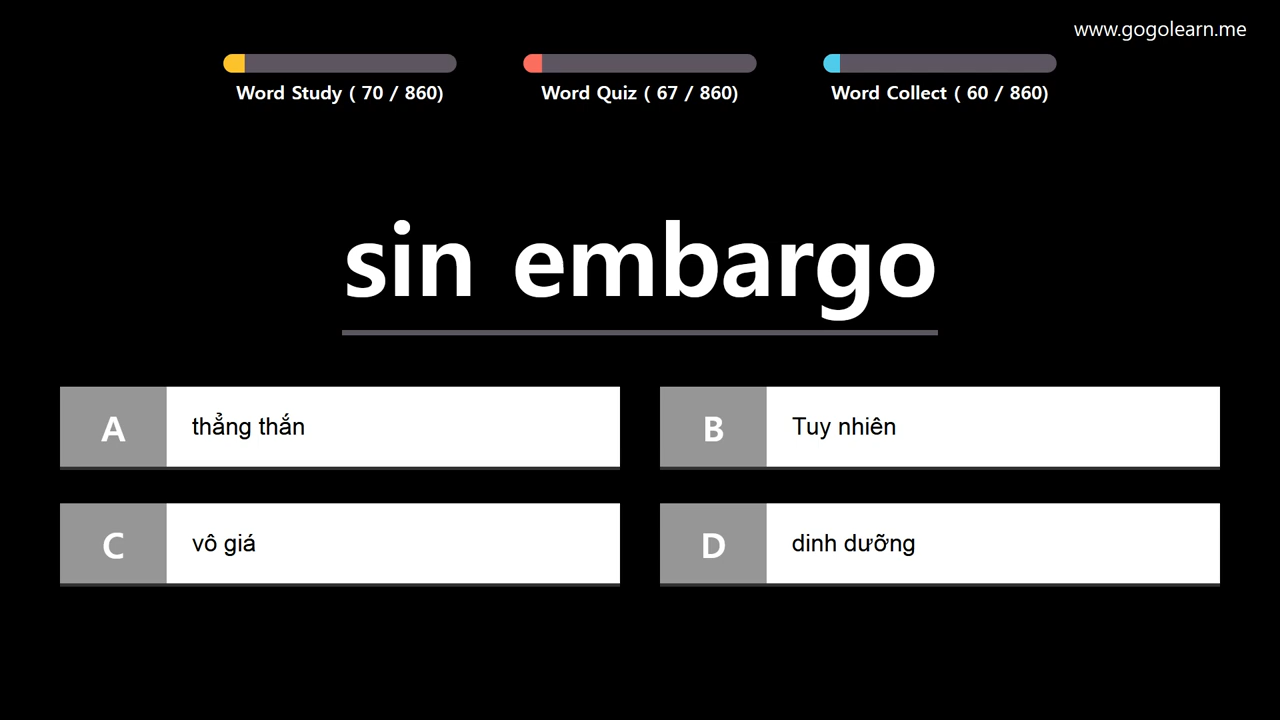 www.gogolearn.me
Word Study ( 70 / 860)
Word Quiz ( 67 / 860)
Word Collect ( 60 / 860)
sin embargo
A thẳng thắn
B Tuy nhiên
C vô giá
D dinh dưỡng